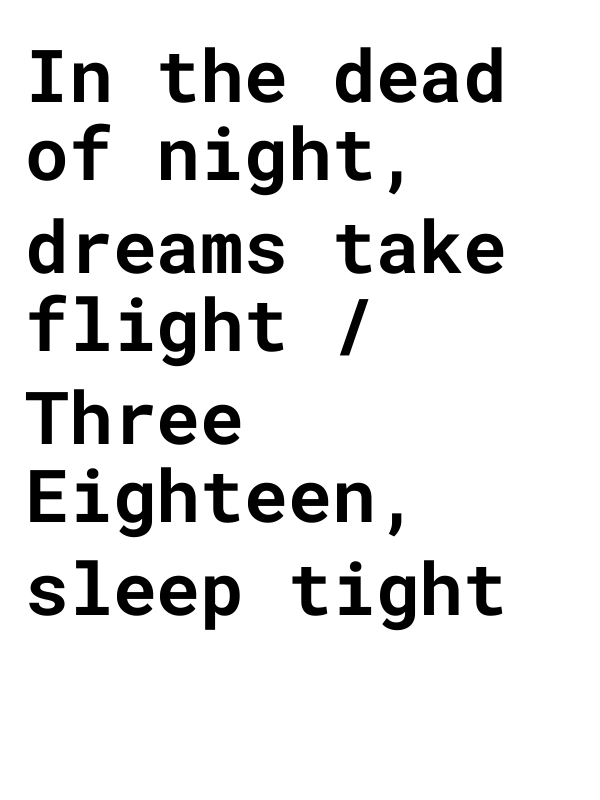 In the dead
of night,
dreams take
flight /
Three
Eighteen,
sleep tight